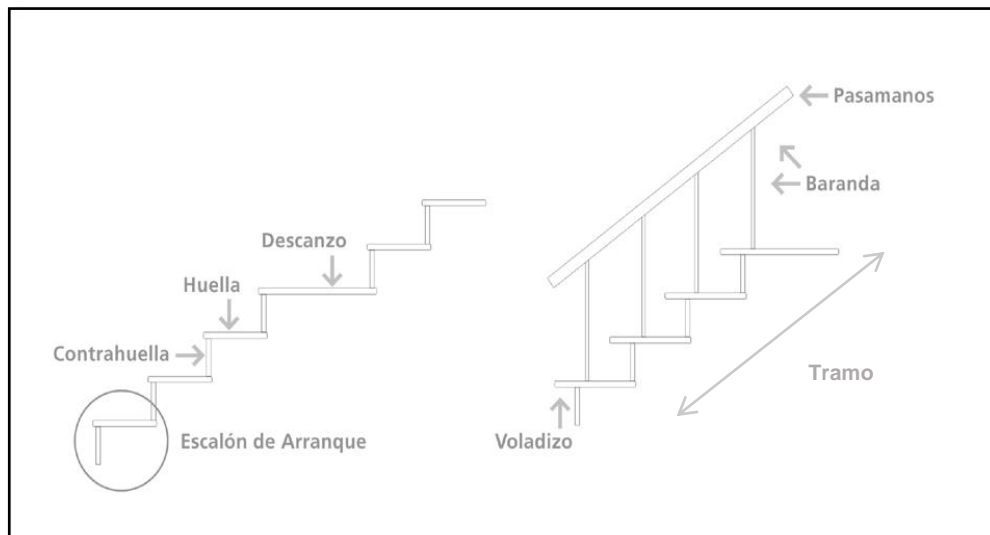 Pasamanos
Baranda
Descanzo
Huella
Contrahuella
Tramo
Escalón de Arranque
Voladizo